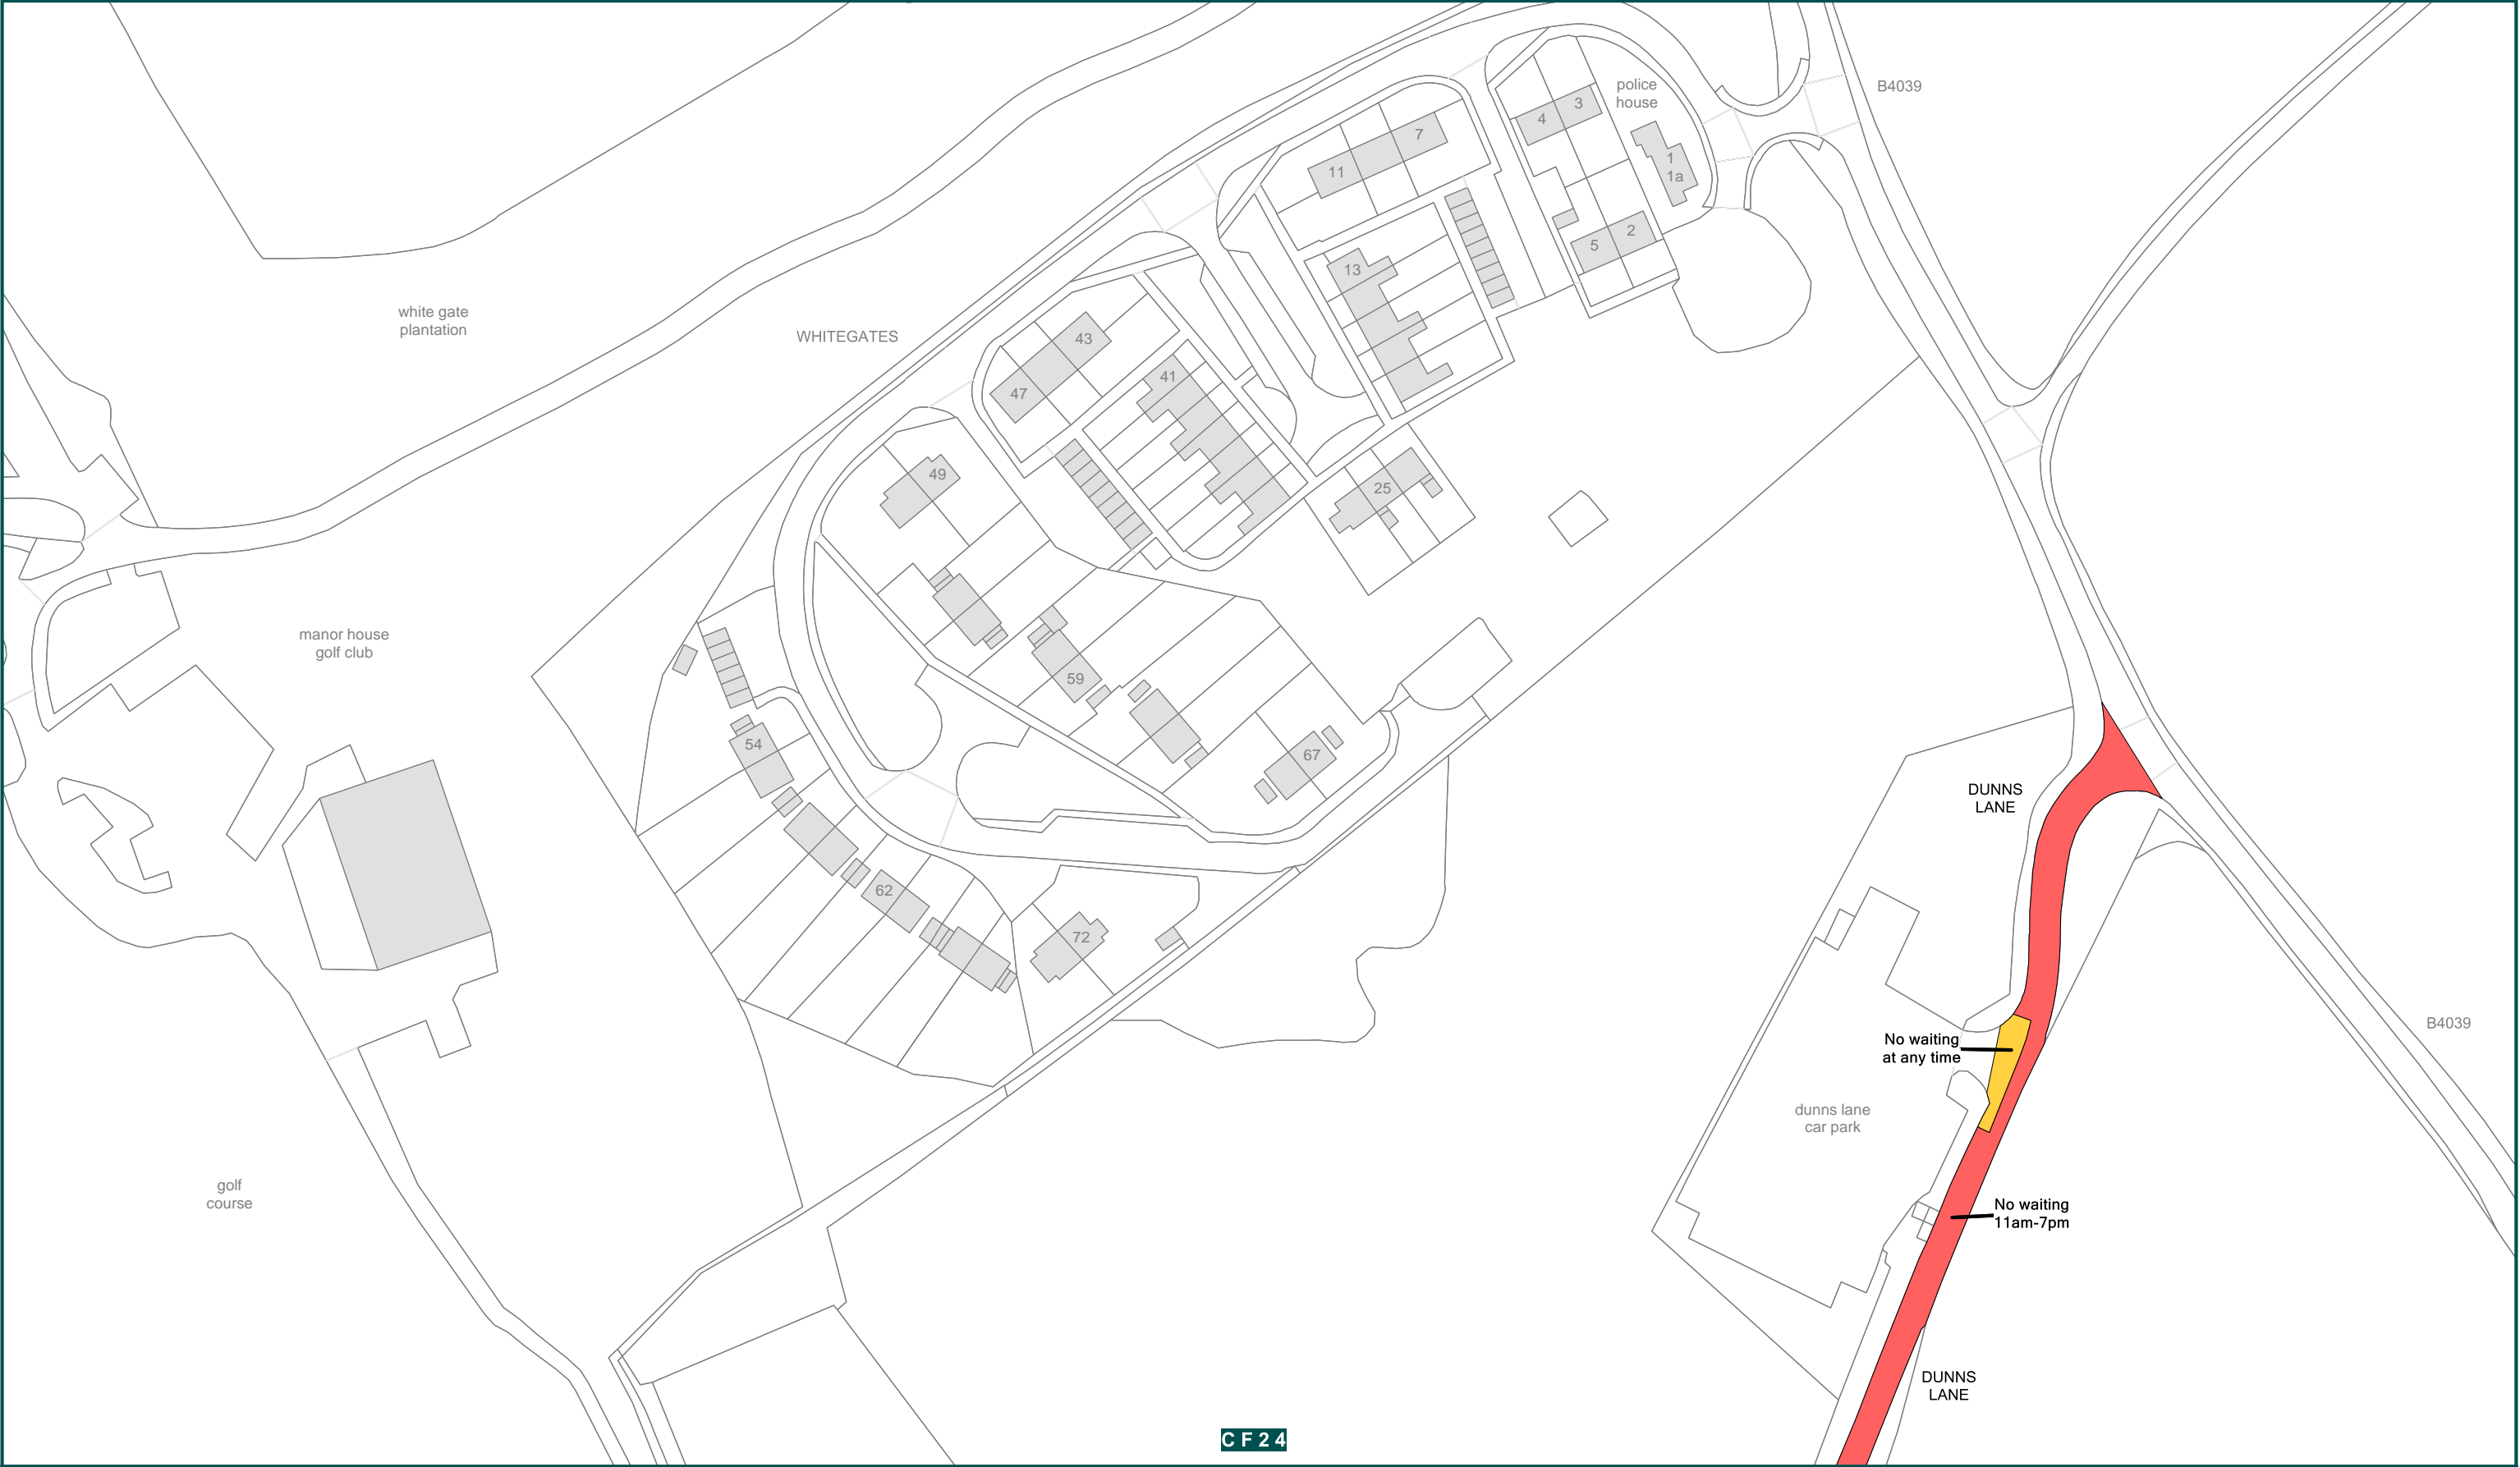 B4039
police
house
3
4
7
11
1
1a
2
5
13
white gate
plantation
WHITEGATES
43
47
41
49
25
manor house
golf club
59
54
67
DUNNS
LANE
62
72
B4039
No waiting
at any time
dunns lane
car park
golf
course
No waiting
11am-7pm
DUNNS
LANE
CF24